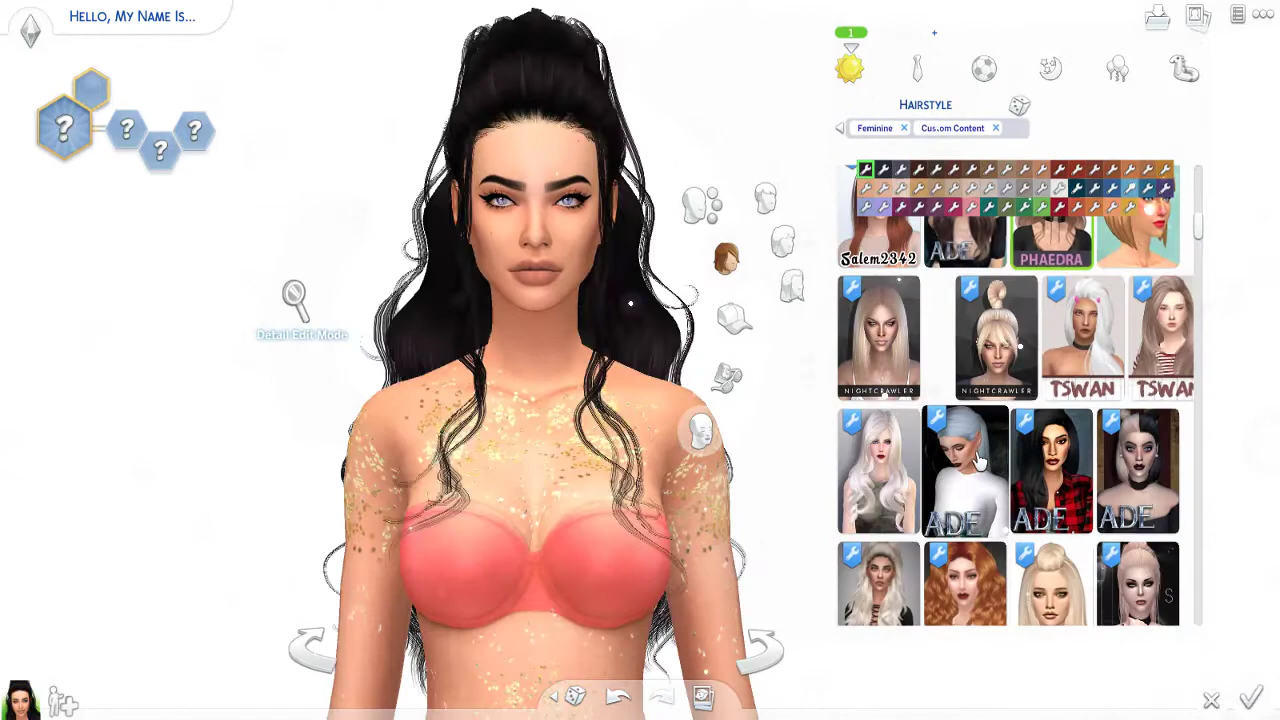 Hello, My Name Is...
1
+
Hairstyle
Feminine ×
Custom Content ×
Salem2342
ADE
PHAEDRA
Detail Edit Mode
NIGHTCRAWLER
NIGHTCRAWLER
TSWAN
TSWAN
ADE
ADE
ADE
S
? ? ? ?